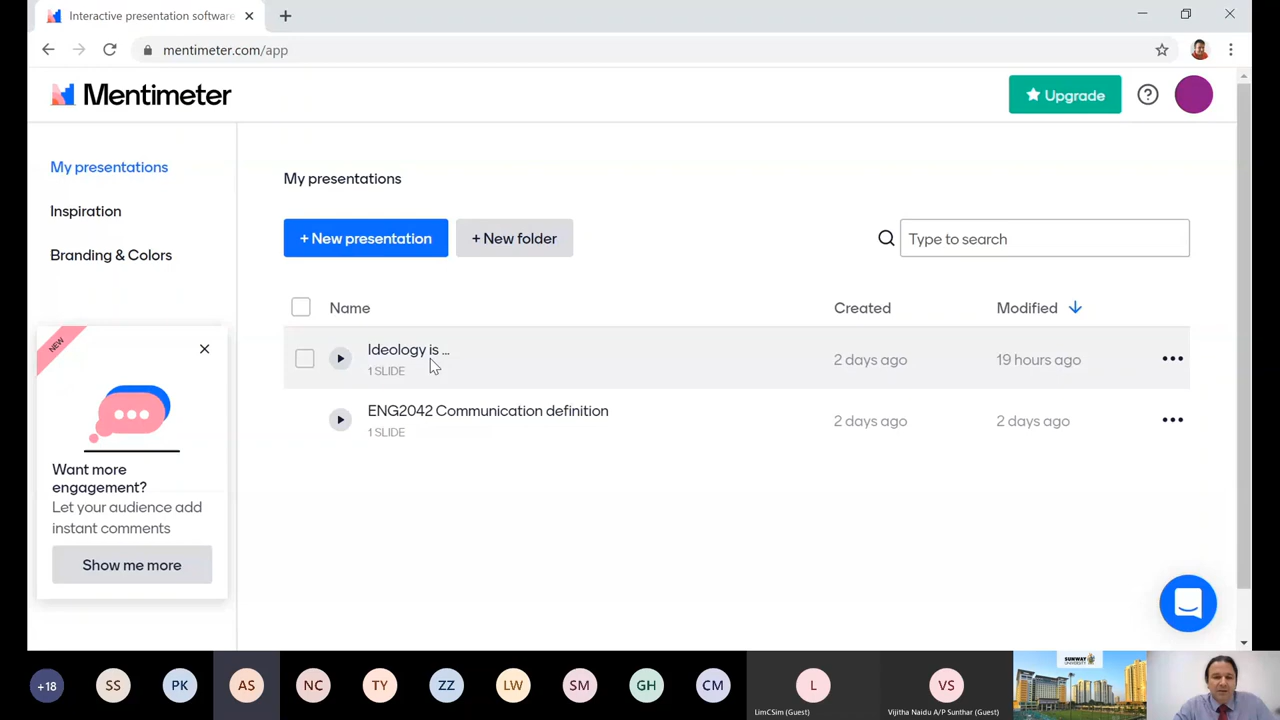 Interactive presentation software
mentimeter.com/app
Mentimeter
Upgrade
My presentations
Inspiration
Branding & Colors
My presentations
+ New presentation
+ New folder
Type to search
Name
Created
Modified
Ideology is ...
1 SLIDE
2 days ago
19 hours ago
ENG2042 Communication definition
1 SLIDE
2 days ago
2 days ago
NEW
Want more
engagement?
Let your audience add
instant comments
Show me more
+18
SS
PK
AS
NC
TY
ZZ
LW
SM
GH
CM
L
LimCSim (Guest)
VS
Vijitha Naidu A/P Sunthar (Guest)
SUNWAY
UNIVERSITY